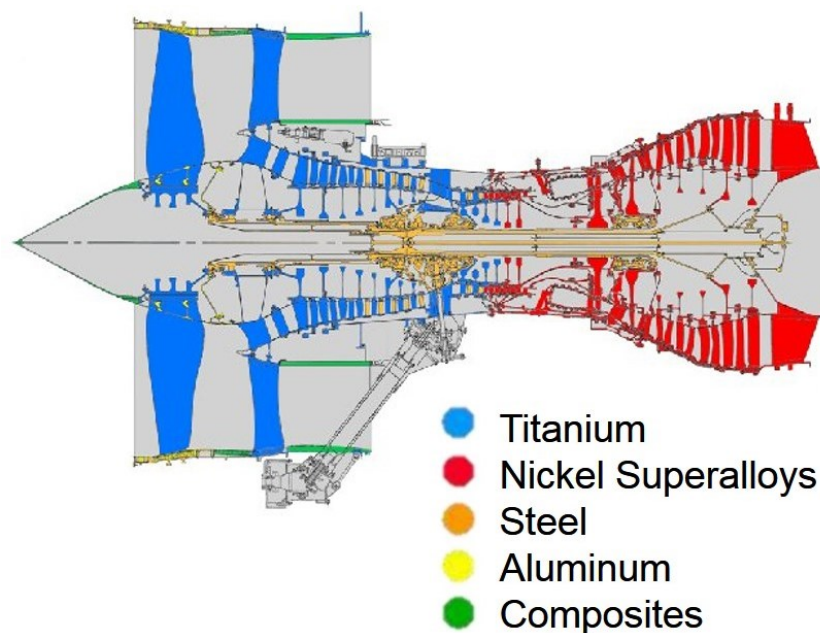 Titanium
Nickel Superalloys
Steel
Aluminum
Composites